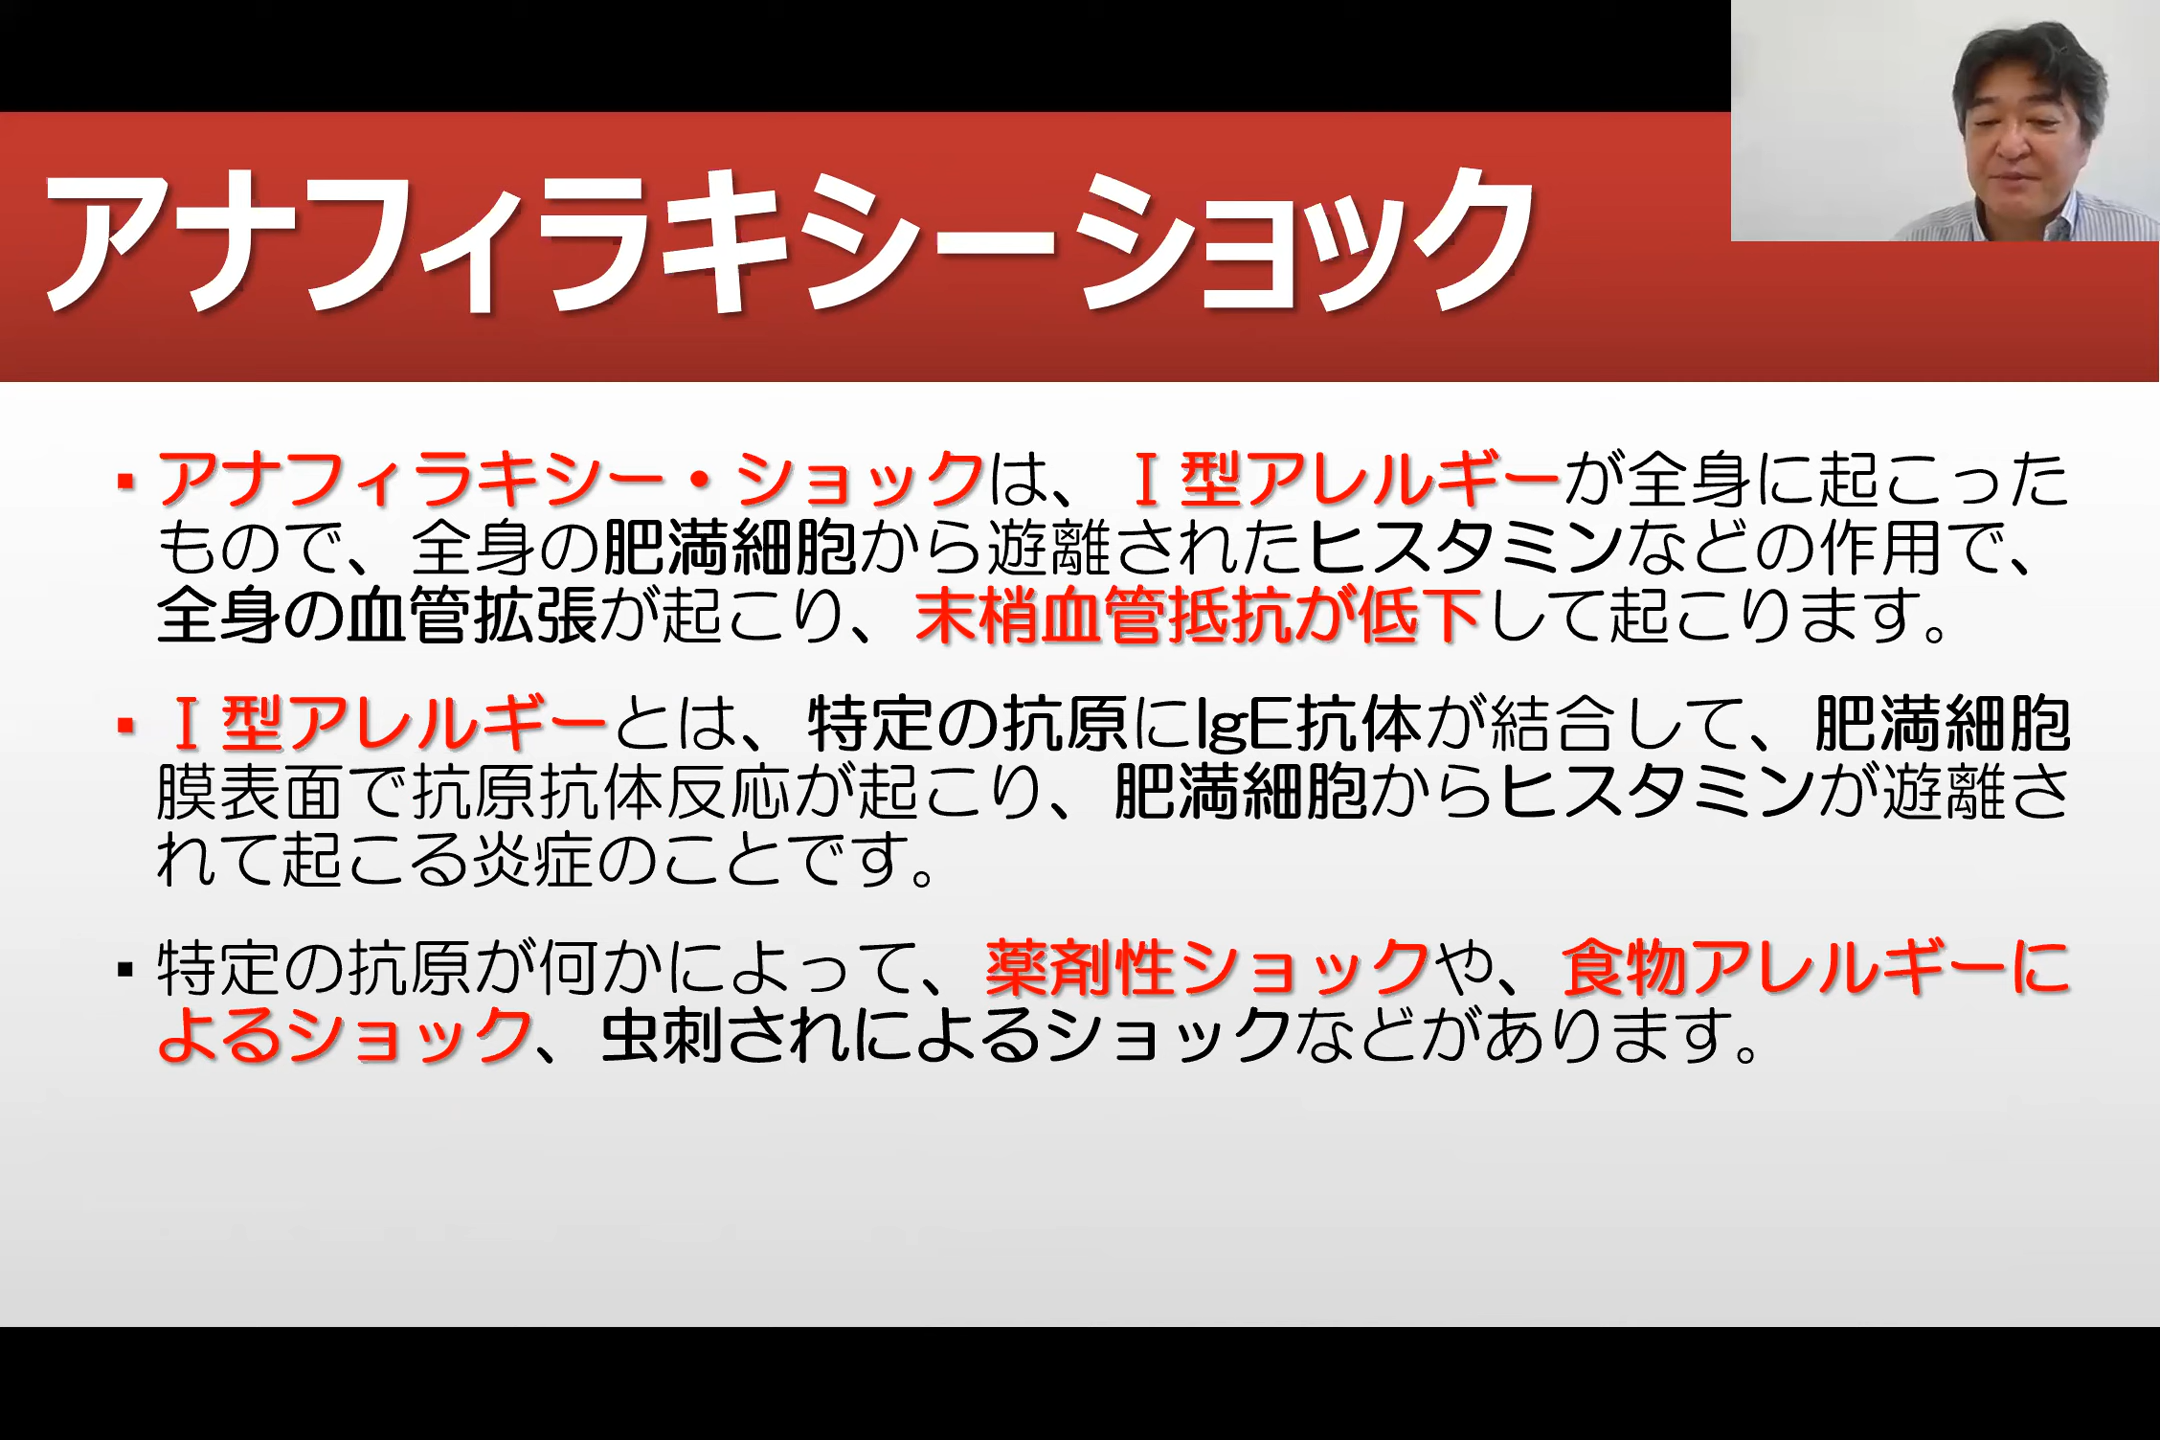 アナフィラキシーショック
▪ アナフィラキシー・ショックは、Ⅰ型アレルギーが全身に起こった
もので、全身の肥満細胞から遊離されたヒスタミンなどの作用で、
全身の血管拡張が起こり、末梢血管抵抗が低下して起こります。
▪ Ⅰ型アレルギーとは、特定の抗原にIgE抗体が結合して、肥満細胞
膜表面で抗原抗体反応が起こり、肥満細胞からヒスタミンが遊離さ
れて起こる炎症のことです。
▪ 特定の抗原が何かによって、薬剤性ショックや、食物アレルギーに
よるショック、虫刺されによるショックなどがあります。